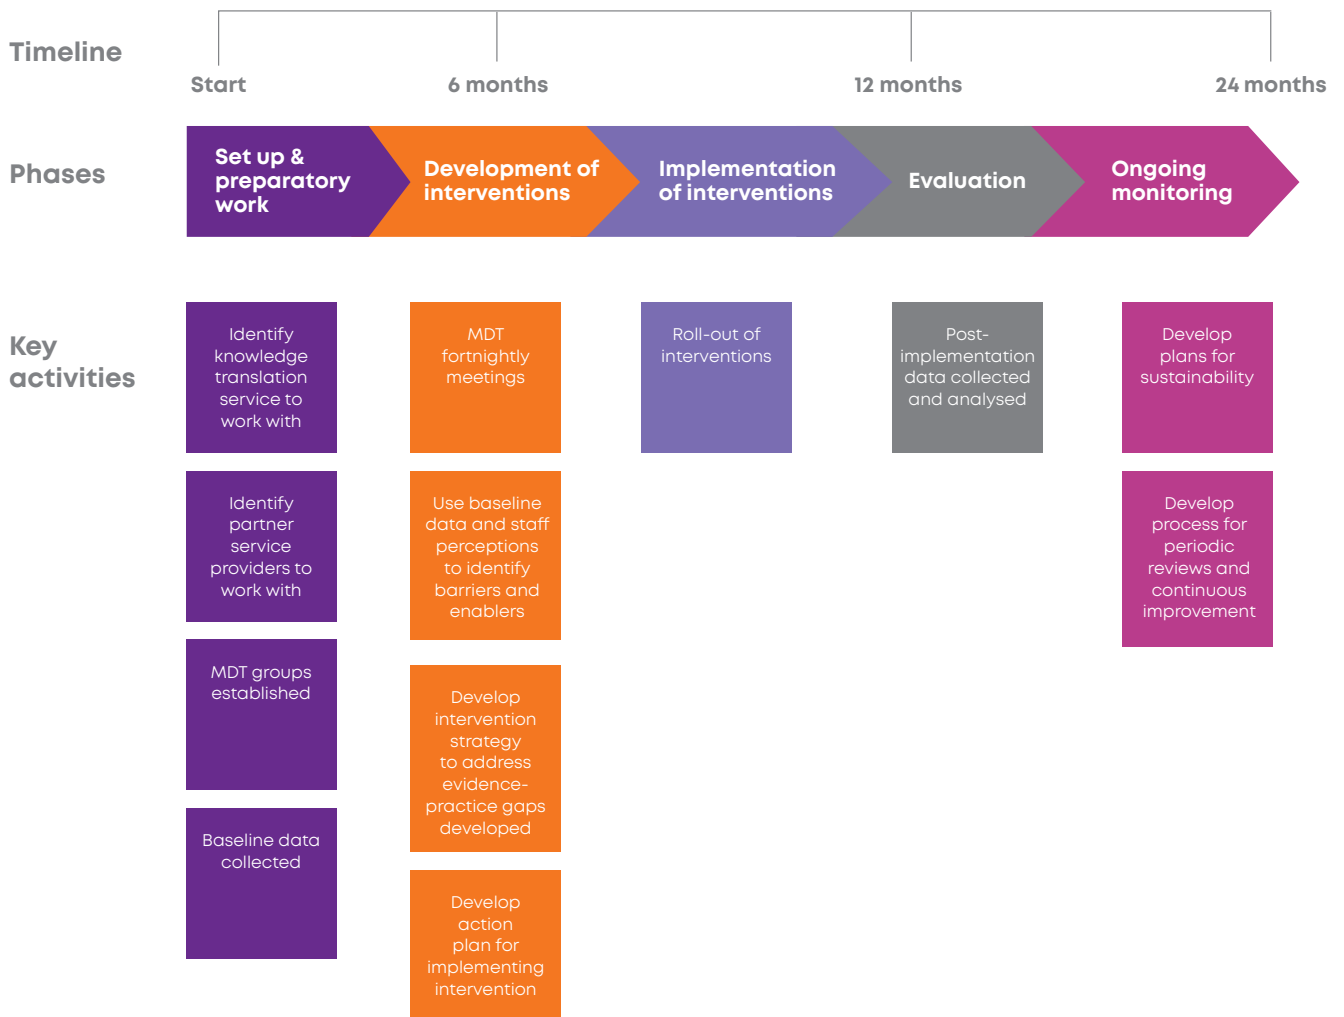 Timeline
Start
6 months
12 months
24 months
Phases
Set up &
preparatory
work
Development of
interventions
Implementation
of interventions
Evaluation
Ongoing
monitoring
Key
activities
Identify
knowledge
translation
service to
work with
Identify
partner
service
providers to
work with
MDT groups
established
Baseline data
collected
MDT
fortnightly
meetings
Use baseline
data and staff
perceptions
to identify
barriers and
enablers
Develop
intervention
strategy
to address
evidence-
practice gaps
developed
Develop
action
plan for
implementing
intervention
Roll-out of
interventions
Post-
implementation
data collected
and analysed
Develop
plans for
sustainability
Develop
process for
periodic
reviews and
continuous
improvement